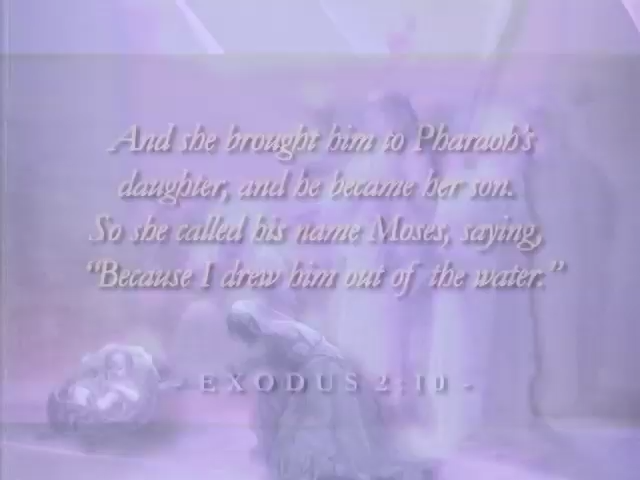 And she brought him to Pharaoh's
daughter, and he became her son.
So she called his name Moses, saying,
“Because I drew him out of the water.”
- EXODUS 2:10 -